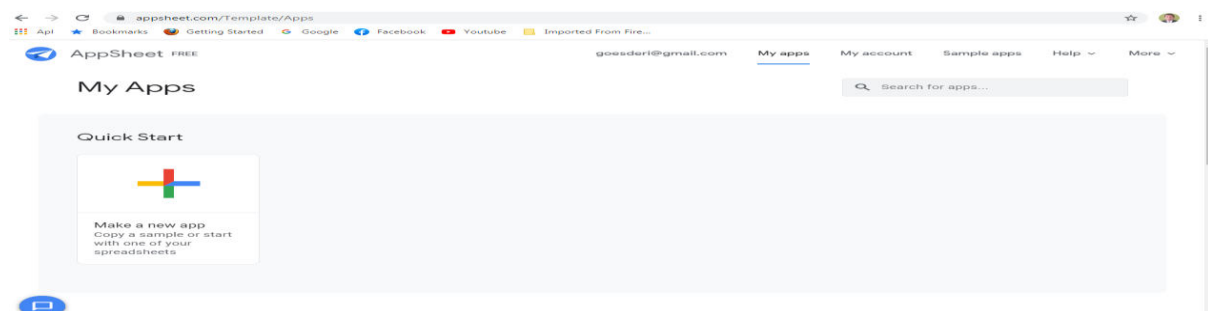 appsheet.com/Template/Apps
Apl Bookmarks Getting Started Google Facebook Youtube Imported From Fire...
AppSheet FREE goesderi@gmail.com My apps My account Sample apps Help More
My Apps Search for apps...
Quick Start
Make a new app
Copy a sample or start
with one of your
spreadsheets